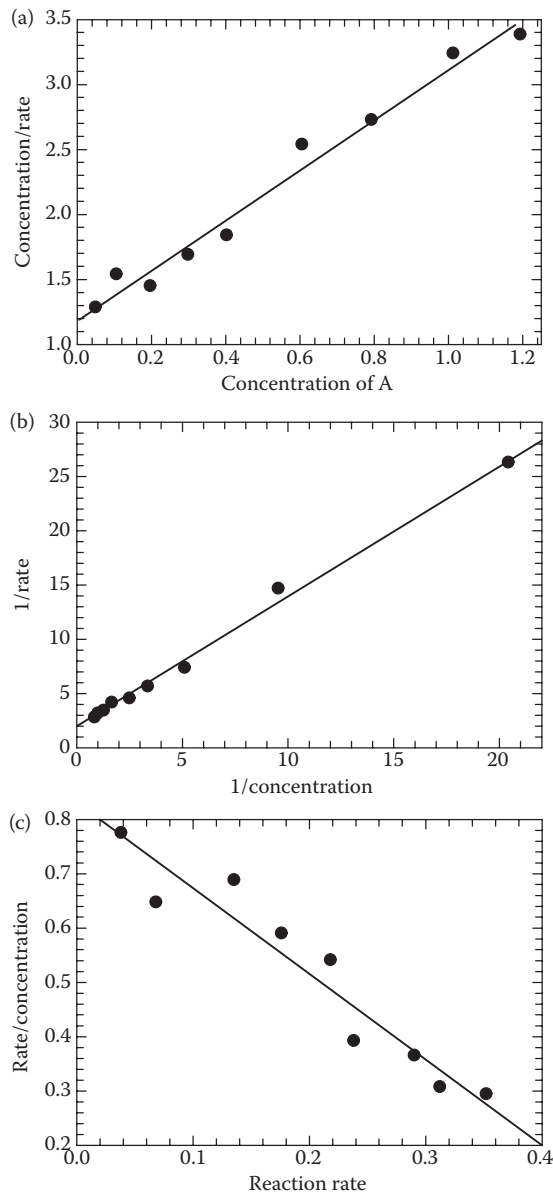 (a)
3.5
3.0
2.5
2.0
1.5
1.0
Concentration/rate
0.0 0.2 0.4 0.6 0.8 1.0 1.2
Concentration of A
(b)
30
25
20
15
10
5
0
1/rate
0 5 10 15 20
1/concentration
(c)
0.8
0.7
0.6
0.5
0.4
0.3
0.2
Rate/concentration
0.0 0.1 0.2 0.3 0.4
Reaction rate